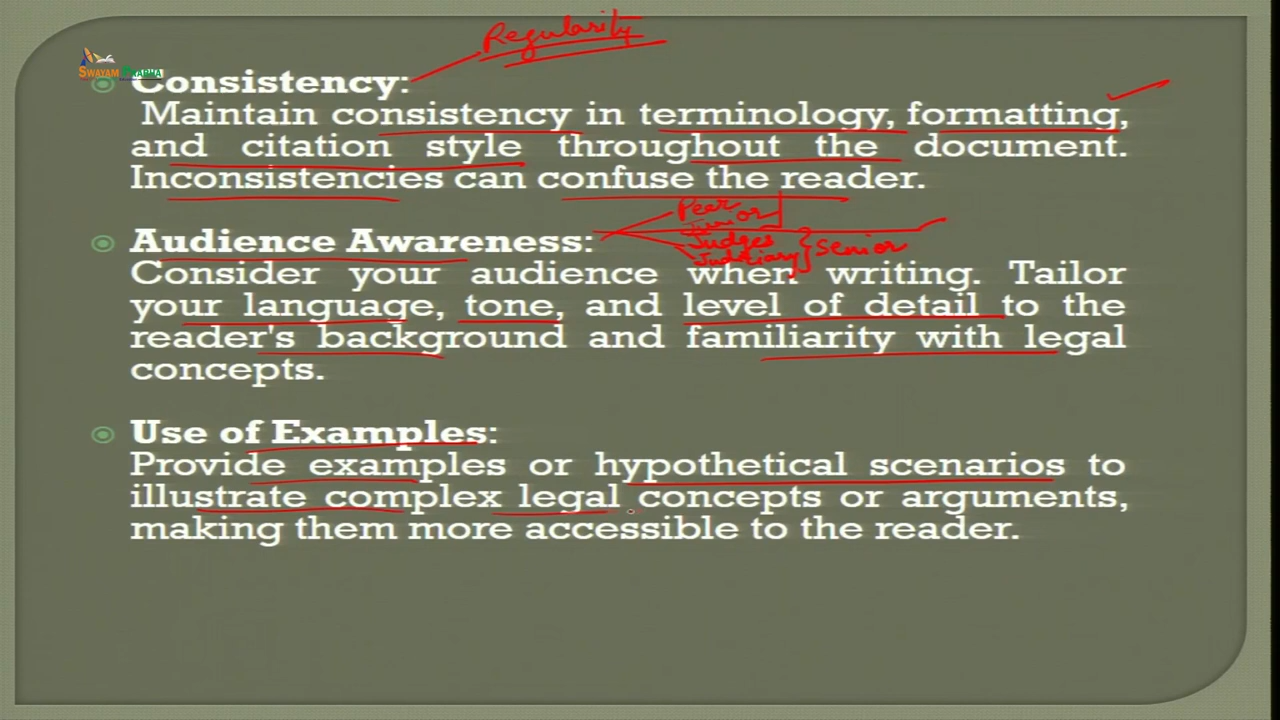 Regularity
SWAYAM PRABHA
Consistency:
Maintain consistency in terminology, formatting,
and citation style throughout the document.
Inconsistencies can confuse the reader.
Peer
Junior
Audience Awareness:
Judges
Judiciary
Senior
Consider your audience when writing. Tailor
your language, tone, and level of detail to the
reader's background and familiarity with legal
concepts.
Use of Examples:
Provide examples or hypothetical scenarios to
illustrate complex legal concepts or arguments,
making them more accessible to the reader.